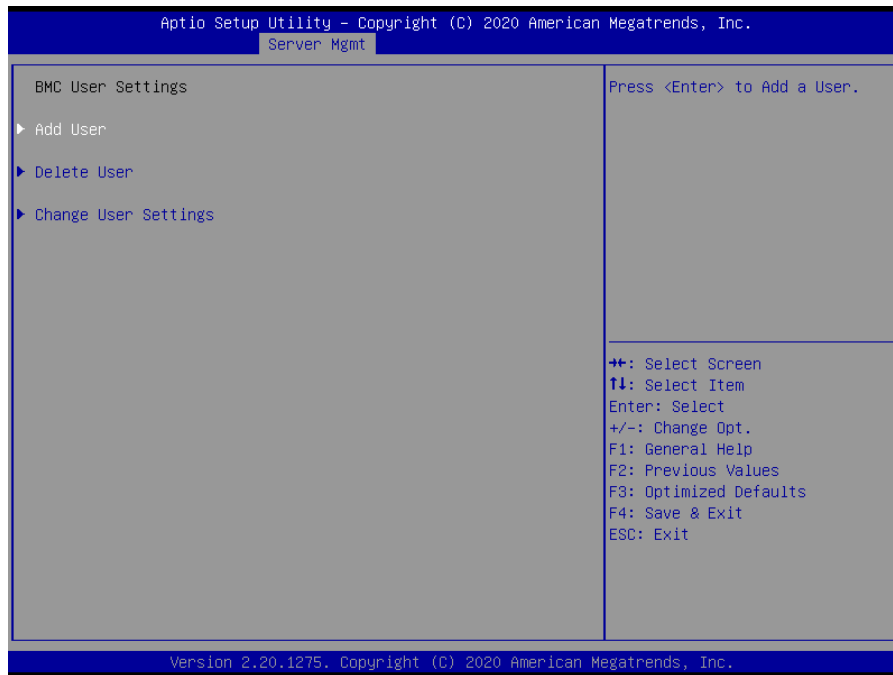 Aptio Setup Utility – Copyright (C) 2020 American Megatrends, Inc.
Server Mgmt
BMC User Settings
Add User
Delete User
Change User Settings
Press <Enter> to Add a User.
→←: Select Screen
↑↓: Select Item
Enter: Select
+/-: Change Opt.
F1: General Help
F2: Previous Values
F3: Optimized Defaults
F4: Save & Exit
ESC: Exit
Version 2.20.1275. Copyright (C) 2020 American Megatrends, Inc.